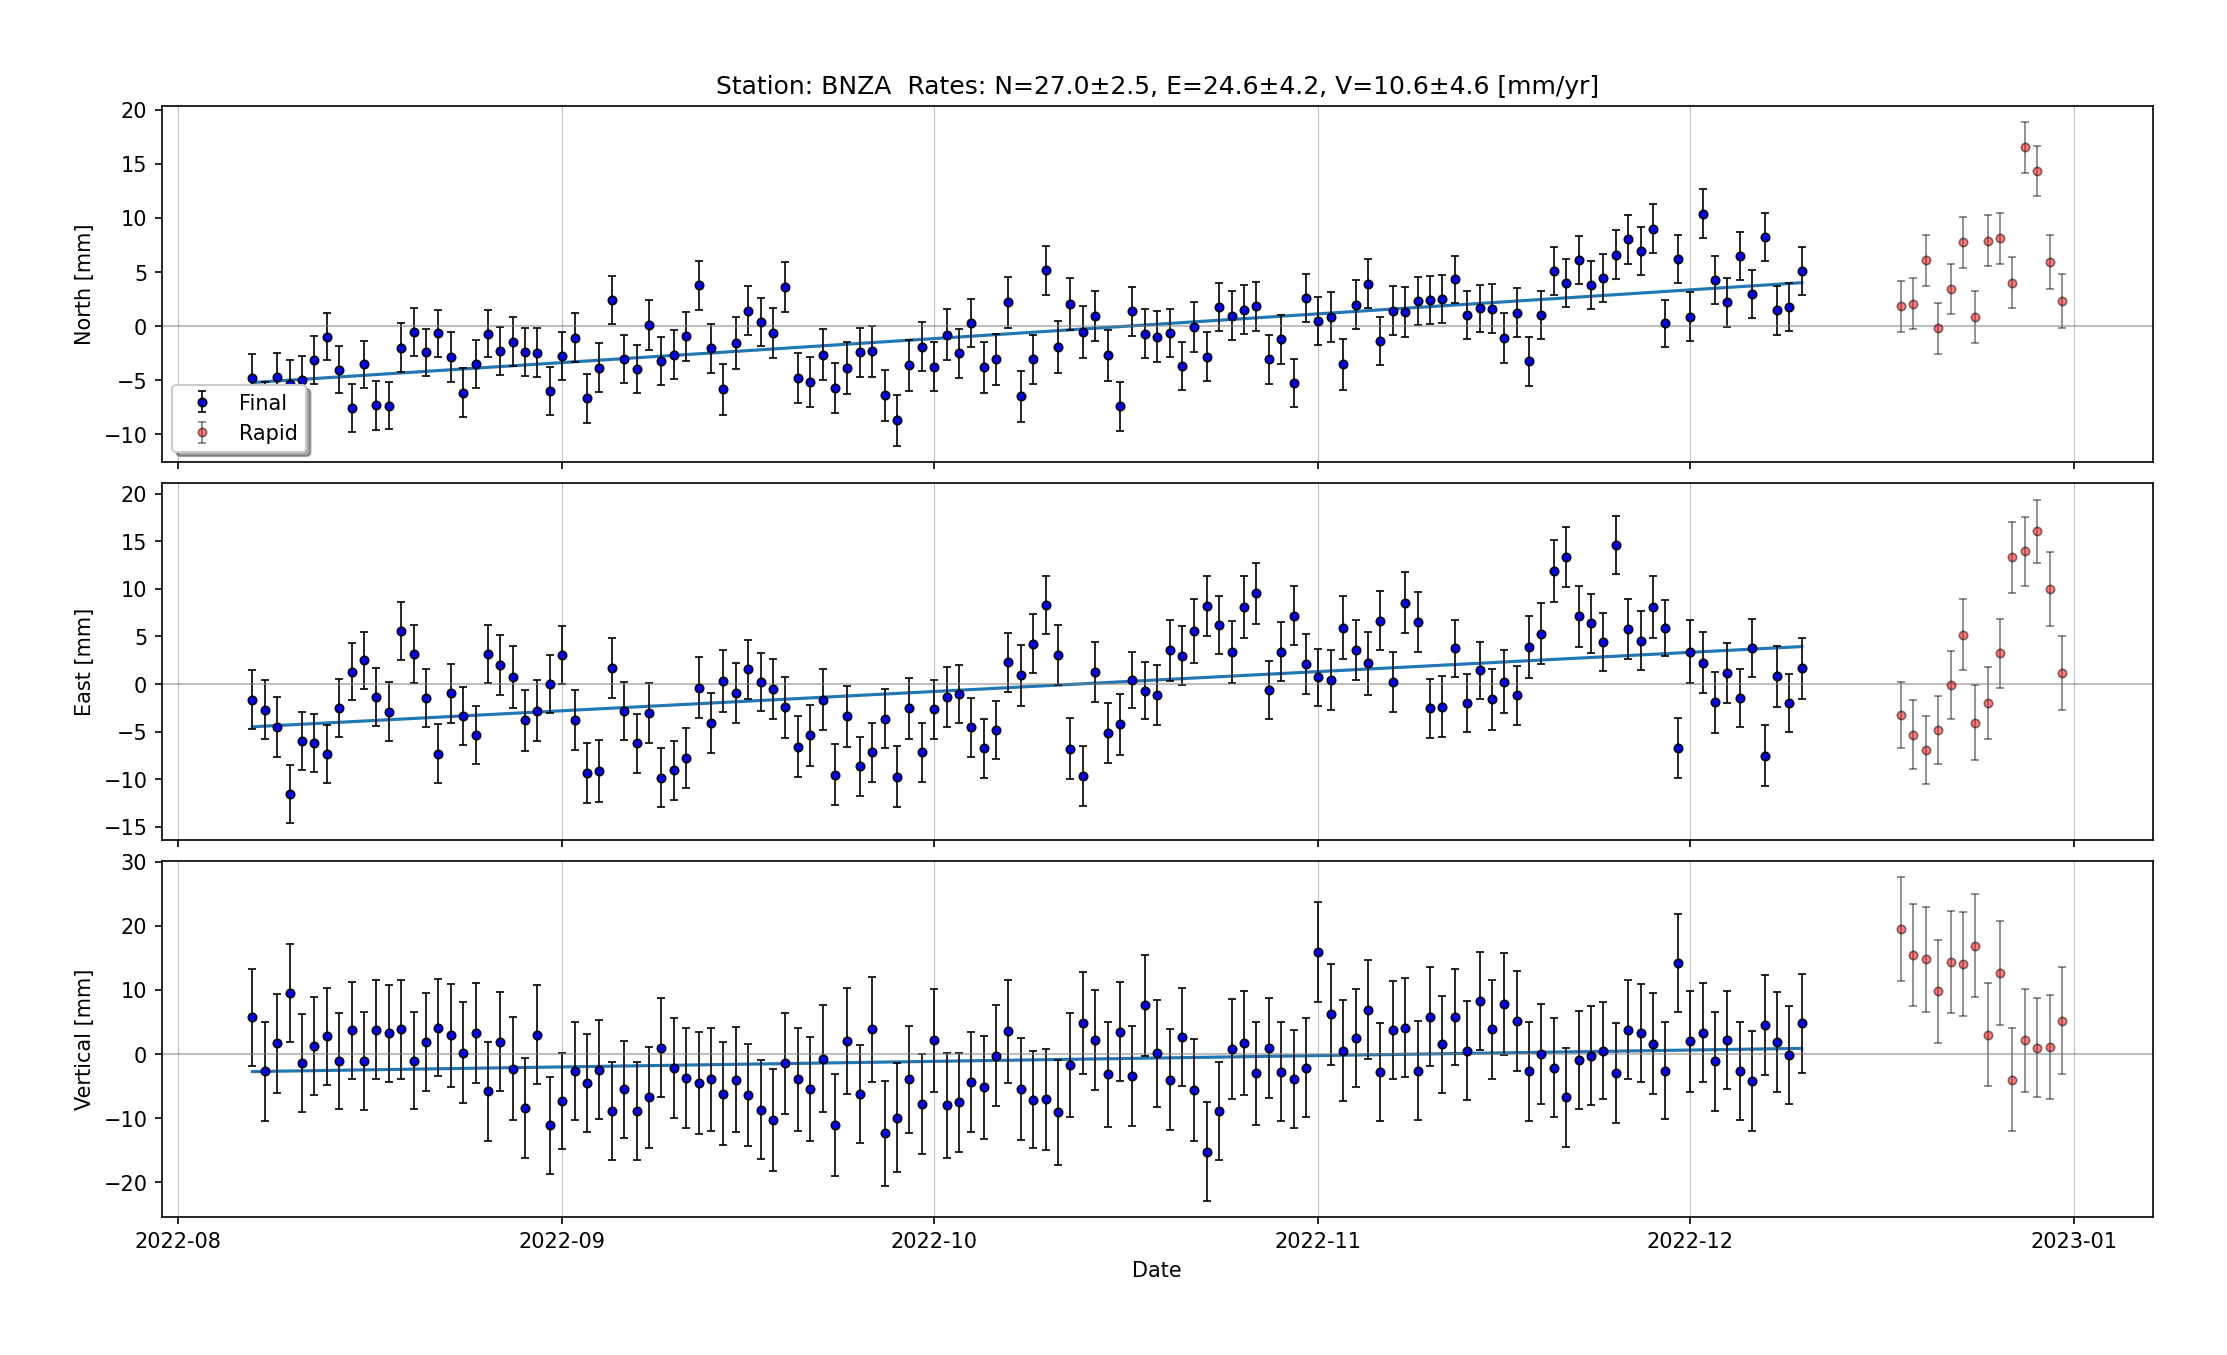 Station: BNZA  Rates: N=27.0±2.5, E=24.6±4.2, V=10.6±4.6 [mm/yr]
North [mm]
20
15
10
5
0
−5
−10
Final
Rapid
East [mm]
20
15
10
5
0
−5
−10
−15
Vertical [mm]
30
20
10
0
−10
−20
2022-08 2022-09 2022-10 2022-11 2022-12 2023-01
Date